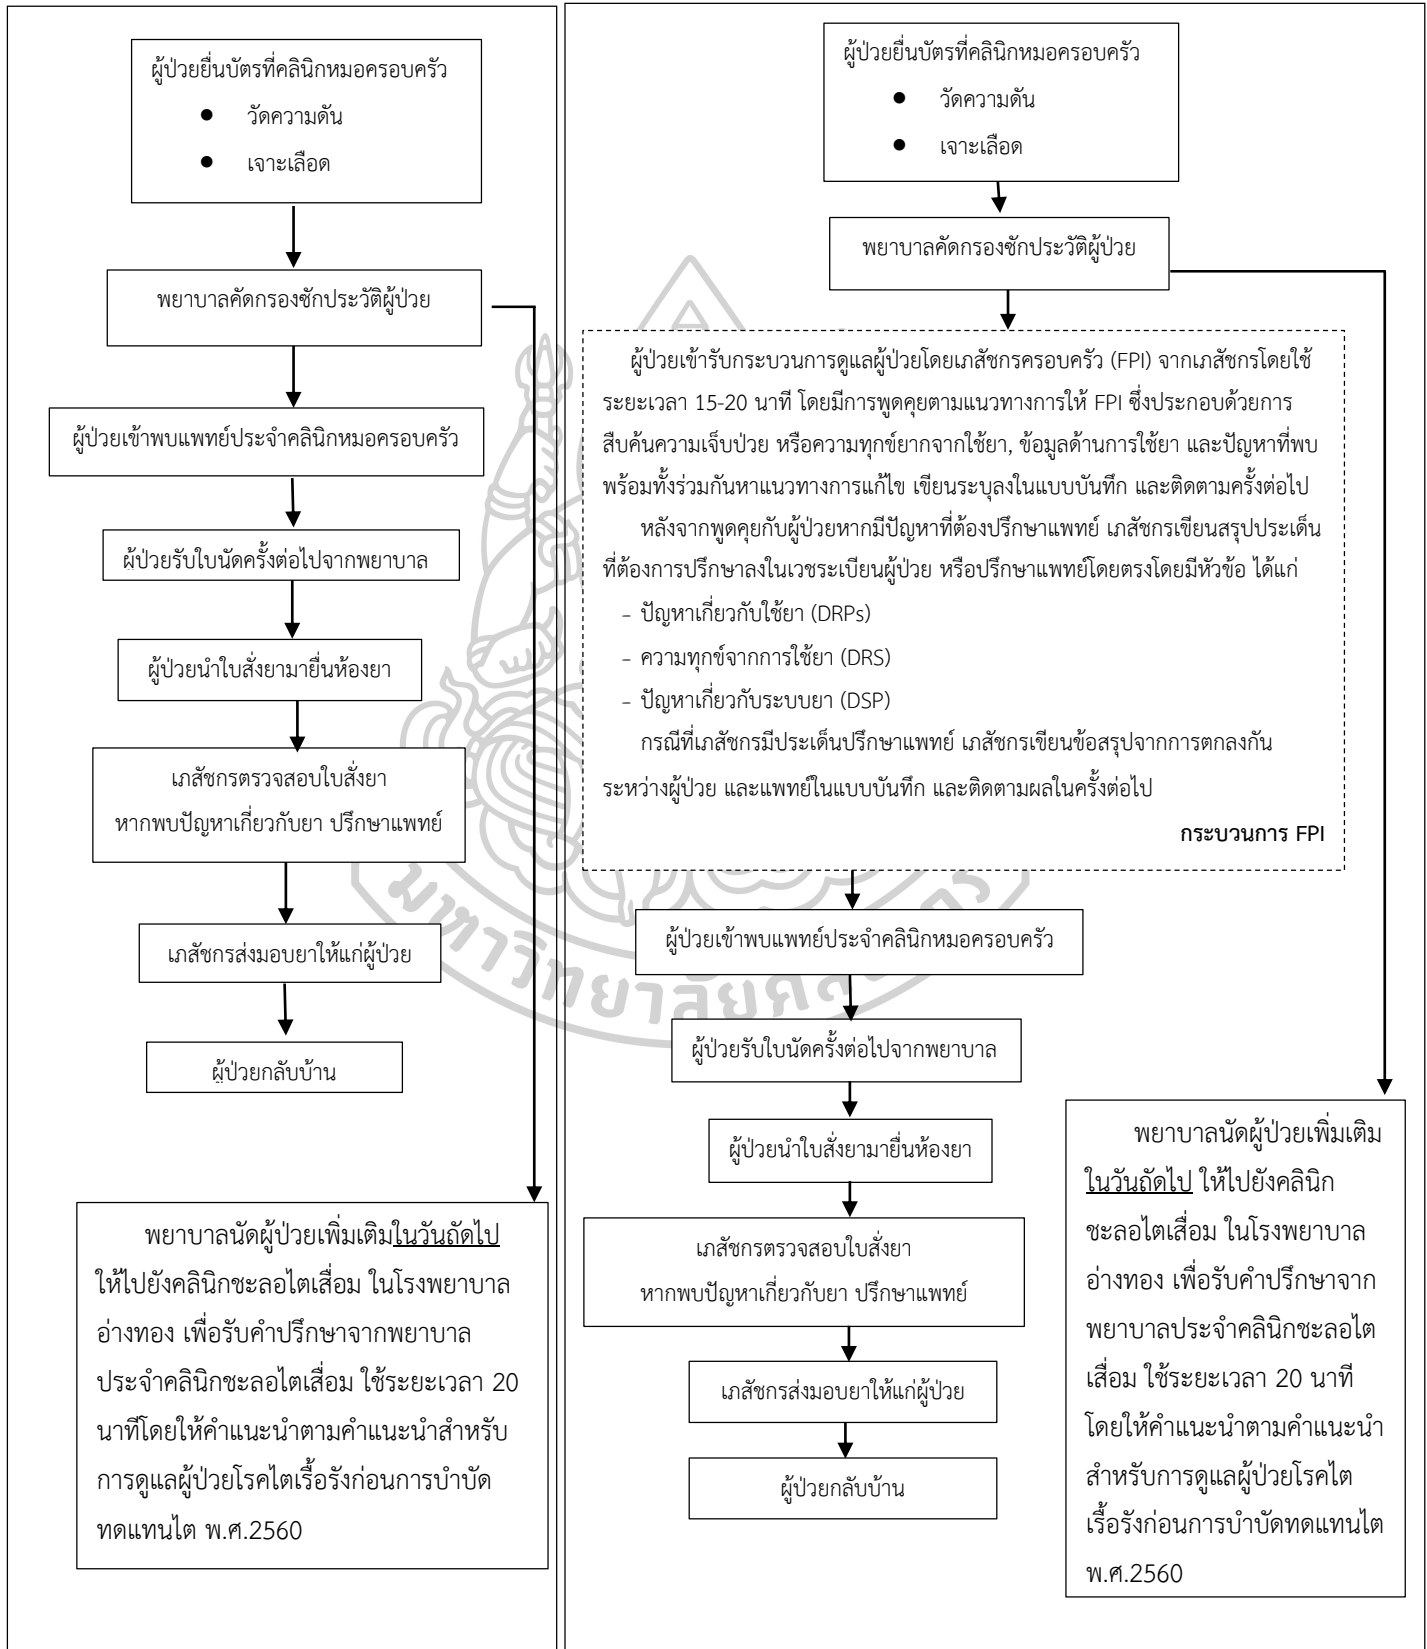 ผู้ป่วยยื่นบัตรที่คลินิกหมอครอบครัว
● วัดความดัน
● เจาะเลือด
พยาบาลคัดกรองซักประวัติผู้ป่วย
ผู้ป่วยเข้าพบแพทย์ประจำคลินิกหมอครอบครัว
ผู้ป่วยรับใบนัดครั้งต่อไปจากพยาบาล
ผู้ป่วยนำใบสั่งยามายื่นห้องยา
เภสัชกรตรวจสอบใบสั่งยา
หากพบปัญหาเกี่ยวกับยา ปรึกษาแพทย์
เภสัชกรส่งมอบยาให้แก่ผู้ป่วย
ผู้ป่วยกลับบ้าน
พยาบาลนัดผู้ป่วยเพิ่มเติมในวันถัดไป
ให้ไปยังคลินิกชะลอไตเสื่อม ในโรงพยาบาล
อ่างทอง เพื่อรับคำปรึกษาจากพยาบาล
ประจำคลินิกชะลอไตเสื่อม ใช้ระยะเวลา 20
นาทีโดยให้คำแนะนำตามคำแนะนำสำหรับ
การดูแลผู้ป่วยโรคไตเรื้อรังก่อนการบำบัด
ทดแทนไต พ.ศ.2560
ผู้ป่วยยื่นบัตรที่คลินิกหมอครอบครัว
● วัดความดัน
● เจาะเลือด
พยาบาลคัดกรองซักประวัติผู้ป่วย
ผู้ป่วยเข้ารับกระบวนการดูแลผู้ป่วยโดยเภสัชกรครอบครัว (FPI) จากเภสัชกรโดยใช้
ระยะเวลา 15-20 นาที โดยมีการพูดคุยตามแนวทางการให้ FPI ซึ่งประกอบด้วยการ
สืบค้นความเจ็บป่วย หรือความทุกข์ยากจากใช้ยา, ข้อมูลด้านการใช้ยา และปัญหาที่พบ
พร้อมทั้งร่วมกันหาแนวทางการแก้ไข เขียนระบุลงในแบบบันทึก และติดตามครั้งต่อไป
หลังจากพูดคุยกับผู้ป่วยหากมีปัญหาที่ต้องปรึกษาแพทย์ เภสัชกรเขียนสรุปประเด็น
ที่ต้องการปรึกษาลงในเวชระเบียนผู้ป่วย หรือปรึกษาแพทย์โดยตรงโดยมีหัวข้อ ได้แก่
- ปัญหาเกี่ยวกับใช้ยา (DRPs)
- ความทุกข์จากการใช้ยา (DRS)
- ปัญหาเกี่ยวกับระบบยา (DSP)
กรณีที่เภสัชกรมีประเด็นปรึกษาแพทย์ เภสัชกรเขียนข้อสรุปจากการตกลงกัน
ระหว่างผู้ป่วย และแพทย์ในแบบบันทึก และติดตามผลในครั้งต่อไป
กระบวนการ FPI
ผู้ป่วยเข้าพบแพทย์ประจำคลินิกหมอครอบครัว
ผู้ป่วยรับใบนัดครั้งต่อไปจากพยาบาล
ผู้ป่วยนำใบสั่งยามายื่นห้องยา
เภสัชกรตรวจสอบใบสั่งยา
หากพบปัญหาเกี่ยวกับยา ปรึกษาแพทย์
เภสัชกรส่งมอบยาให้แก่ผู้ป่วย
ผู้ป่วยกลับบ้าน
พยาบาลนัดผู้ป่วยเพิ่มเติม
ในวันถัดไป ให้ไปยังคลินิก
ชะลอไตเสื่อม ในโรงพยาบาล
อ่างทอง เพื่อรับคำปรึกษาจาก
พยาบาลประจำคลินิกชะลอไต
เสื่อม ใช้ระยะเวลา 20 นาที
โดยให้คำแนะนำตามคำแนะนำ
สำหรับการดูแลผู้ป่วยโรคไต
เรื้อรังก่อนการบำบัดทดแทนไต
พ.ศ.2560